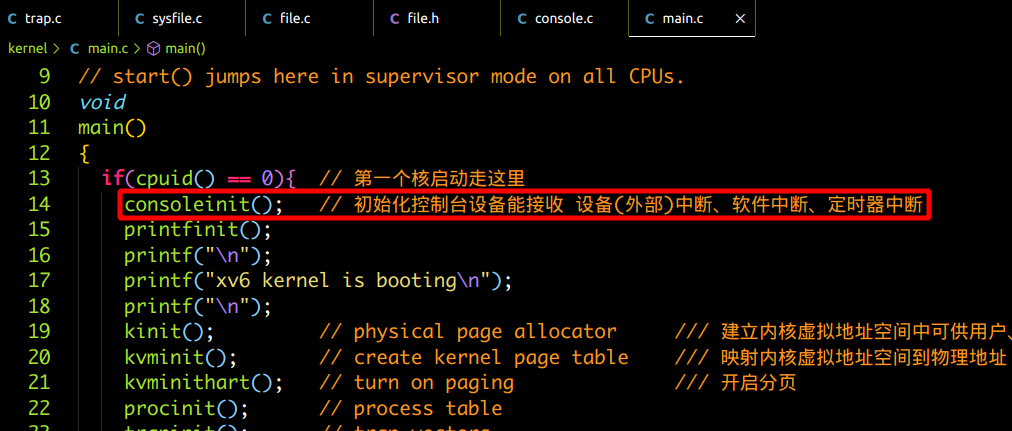 trap.c sysfile.c file.c file.h console.c main.c
kernel > main.c > main()
9 // start() jumps here in supervisor mode on all CPUs.
10 void
11 main()
12 {
13 if(cpuid() == 0){ // 第一个核启动走这里
14 consoleinit(); // 初始化控制台设备能接收 设备(外部)中断、软件中断、定时器中断
15 printfinit();
16 printf("\n");
17 printf("xv6 kernel is booting\n");
18 printf("\n");
19 kinit(); // physical page allocator /// 建立内核虚拟地址空间中可供用户、
20 kvminit(); // create kernel page table /// 映射内核虚拟地址空间到物理地址
21 kvminithart(); // turn on paging /// 开启分页
22 procinit(); // process table
23 trapinit(); // trap vectors